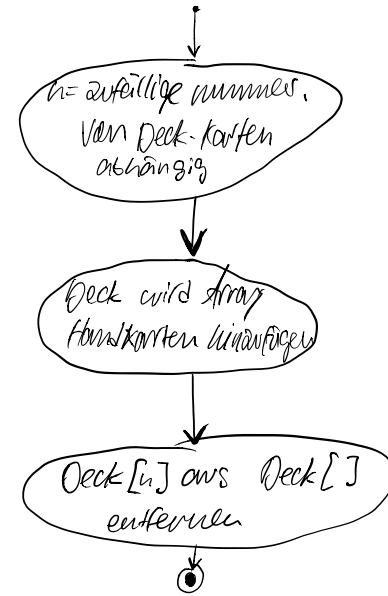 n= zufällige nummer.
von Deck-Karten
abhängig
Deck wird Array
Handkarten hinzufügen
Deck[n] aus Deck[]
entfernen